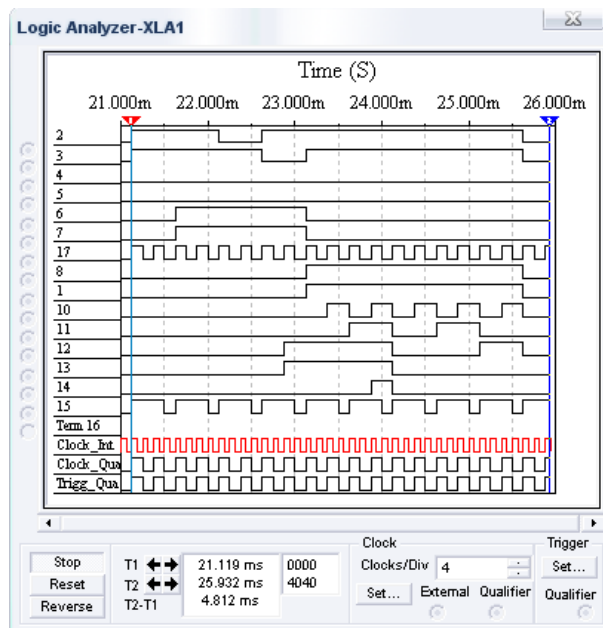 Logic Analyzer-XLA1
Time (S)
21.000m 22.000m 23.000m 24.000m 25.000m 26.000m
2
3
4
5
6
7
17
8
1
10
11
12
13
14
15
Term 16
Clock_Int
Clock_Qua
Trigg_Qua
Clock Trigger
Stop T1 21.119 ms 0000 Clocks/Div 4 Set...
Reset T2 25.932 ms 4040 Set... External Qualifier Qualifier
Reverse T2-T1 4.812 ms